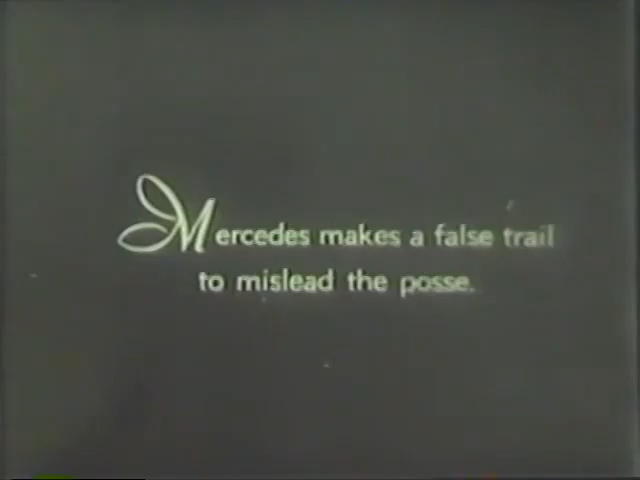 Mercedes makes a false trail
to mislead the posse.